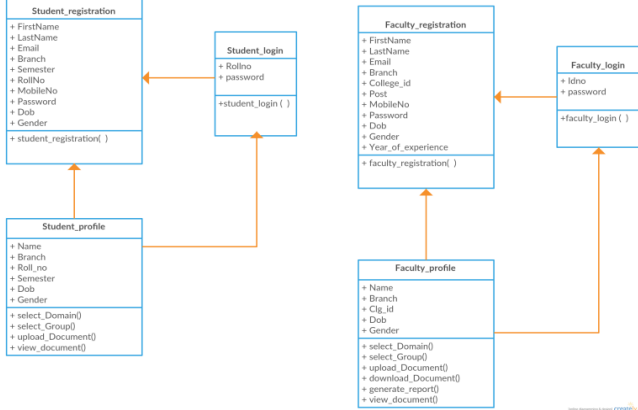 Student_registration
+ FirstName
+ LastName
+ Email
+ Branch
+ Semester
+ RollNo
+ MobileNo
+ Password
+ Dob
+ Gender
+ student_registration( )
Student_login
+ Rollno
+ password
+student_login ( )
Student_profile
+ Name
+ Branch
+ Roll_no
+ Semester
+ Dob
+ Gender
+ select_Domain()
+ select_Group()
+ upload_Document()
+ view_document()
Faculty_registration
+ FirstName
+ LastName
+ Email
+ Branch
+ College_id
+ Post
+ MobileNo
+ Password
+ Dob
+ Gender
+ Year_of_experience
+ faculty_registration( )
Faculty_login
+ Idno
+ password
+faculty_login ( )
Faculty_profile
+ Name
+ Branch
+ Clg_id
+ Dob
+ Gender
+ select_Domain()
+ select_Group()
+ upload_Document()
+ download_Document()
+ generate_report()
+ view_document()